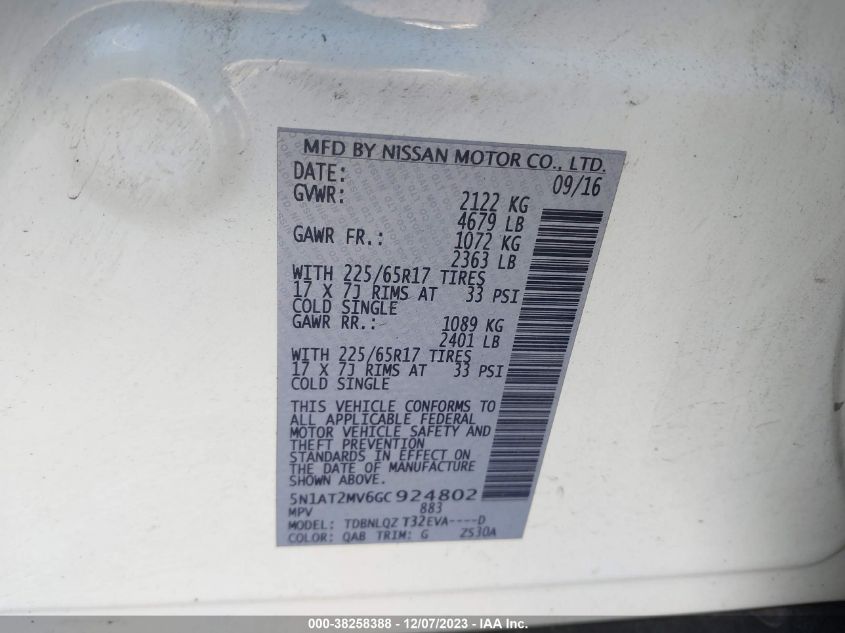 MFD BY NISSAN MOTOR CO., LTD.
DATE: 09/16
GVWR: 2122 KG
4679 LB
GAWR FR.: 1072 KG
2363 LB
WITH 225/65R17 TIRES
17 X 7J RIMS AT 33 PSI
COLD SINGLE
GAWR RR.: 1089 KG
2401 LB
WITH 225/65R17 TIRES
17 X 7J RIMS AT 33 PSI
COLD SINGLE
THIS VEHICLE CONFORMS TO
ALL APPLICABLE FEDERAL
MOTOR VEHICLE SAFETY AND
THEFT PREVENTION
STANDARDS IN EFFECT ON
THE DATE OF MANUFACTURE
SHOWN ABOVE.
5N1AT2MV6GC924802
MPV 883
MODEL: TDBNLQZ T32EVA----D
COLOR: QAB TRIM: G ZS30A
000-38258388 - 12/07/2023 - IAA Inc.